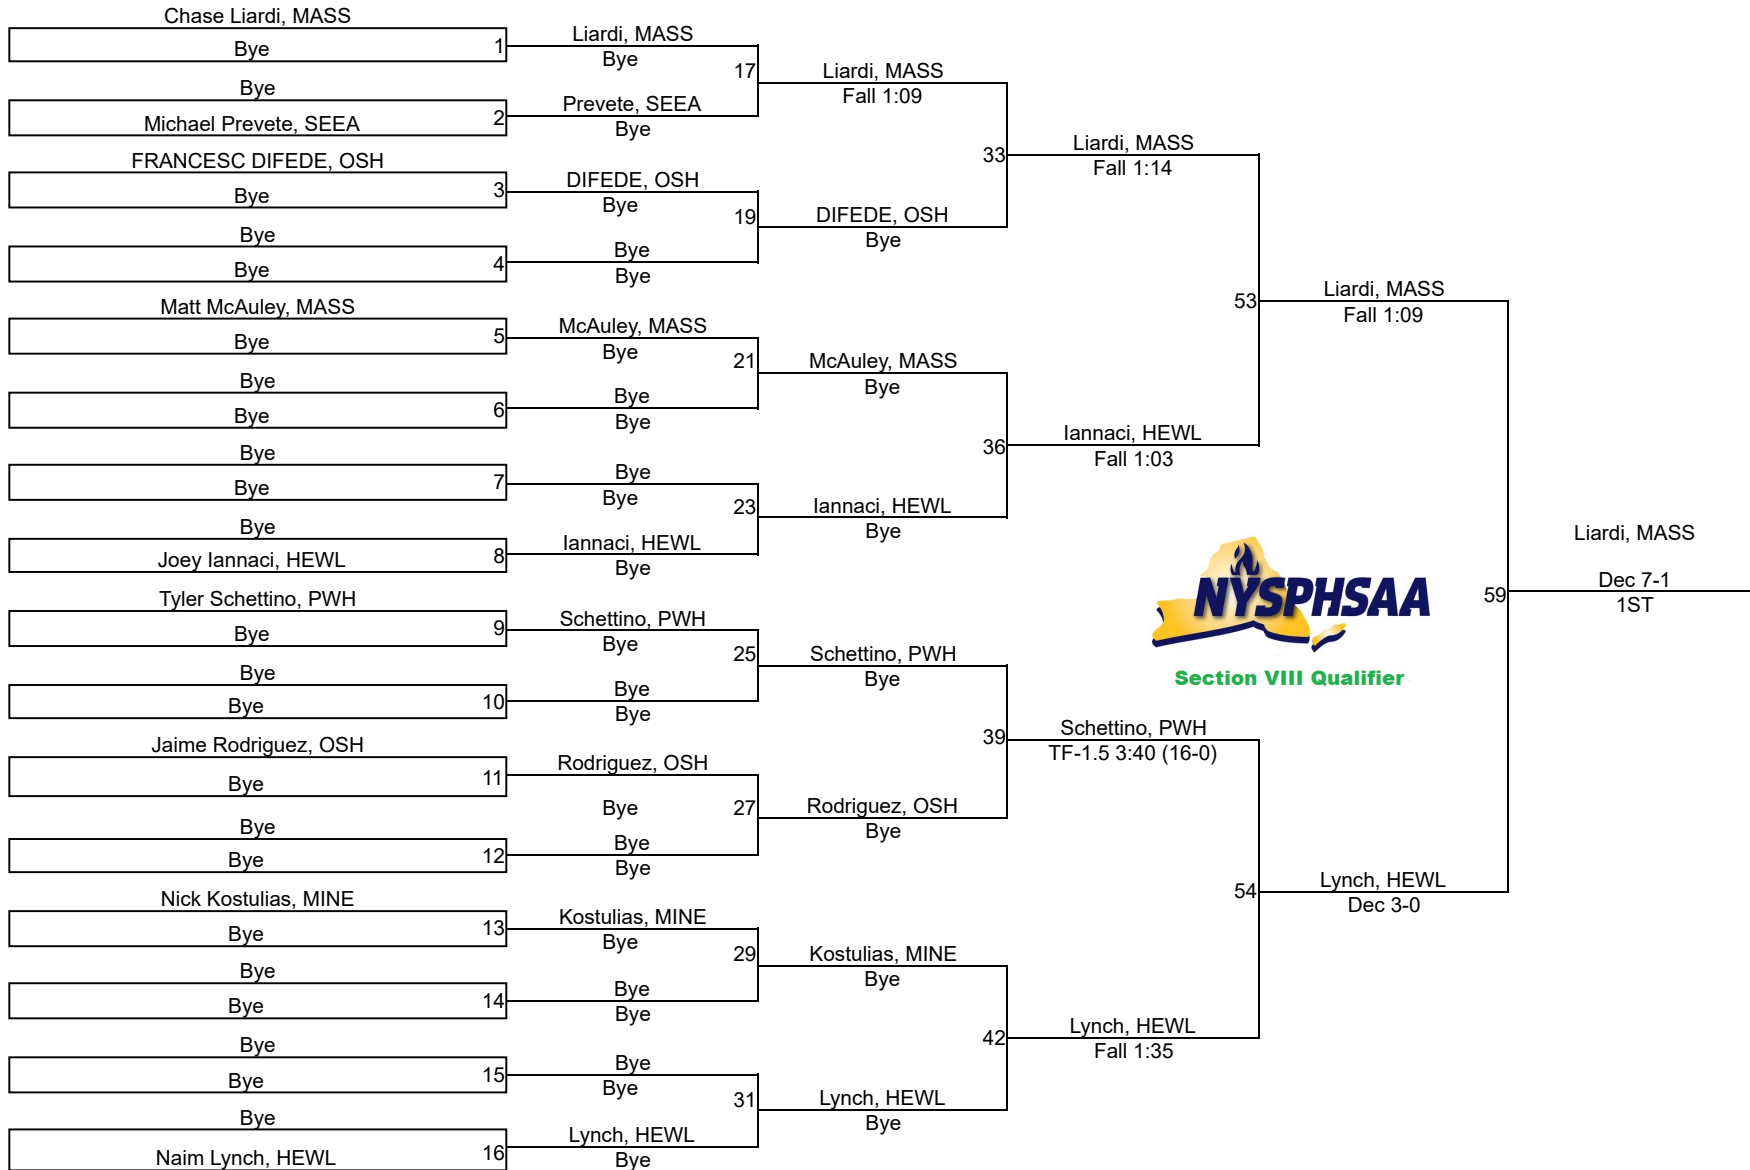 Chase Liardi, MASS
Bye
1
Bye
Michael Prevete, SEEA
2
FRANCESC DIFEDE, OSH
Bye
3
Bye
Bye
4
Matt McAuley, MASS
Bye
5
Bye
Bye
6
Bye
Bye
7
Bye
Joey Iannaci, HEWL
8
Tyler Schettino, PWH
Bye
9
Bye
Bye
10
Jaime Rodriguez, OSH
Bye
11
Bye
Bye
12
Nick Kostulias, MINE
Bye
13
Bye
Bye
14
Bye
Bye
15
Bye
Naim Lynch, HEWL
16
Liardi, MASS
Bye
17
Prevete, SEEA
Bye
DIFEDE, OSH
Bye
19
Bye
Bye
McAuley, MASS
Bye
21
Bye
Bye
Bye
Bye
23
Iannaci, HEWL
Bye
Schettino, PWH
Bye
25
Bye
Bye
Rodriguez, OSH
Bye
27
Bye
Bye
Kostulias, MINE
Bye
29
Bye
Bye
Bye
Bye
31
Lynch, HEWL
Bye
Liardi, MASS
Fall 1:09
33
DIFEDE, OSH
Bye
McAuley, MASS
Bye
36
Iannaci, HEWL
Bye
Schettino, PWH
Bye
39
Rodriguez, OSH
Bye
Kostulias, MINE
Bye
42
Lynch, HEWL
Bye
Liardi, MASS
Fall 1:14
53
Iannaci, HEWL
Fall 1:03
Schettino, PWH
TF-1.5 3:40 (16-0)
54
Lynch, HEWL
Fall 1:35
Liardi, MASS
Fall 1:09
59
Lynch, HEWL
Dec 3-0
Liardi, MASS
Dec 7-1
1ST
NYSPHSAA
Section VIII Qualifier